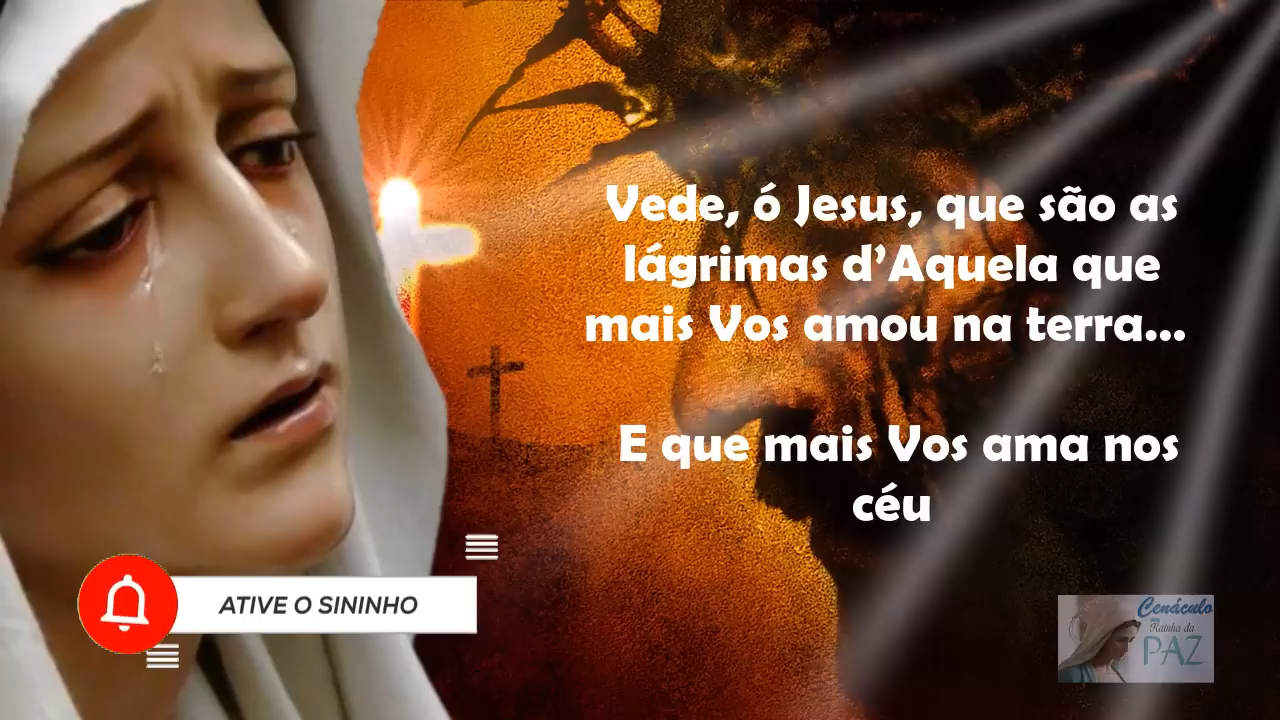 Vede, ó Jesus, que são as
lágrimas d’Aquela que
mais Vos amou na terra...
E que mais Vos ama nos
céu
ATIVE O SININHO
Cenáculo
Rainha da
PAZ